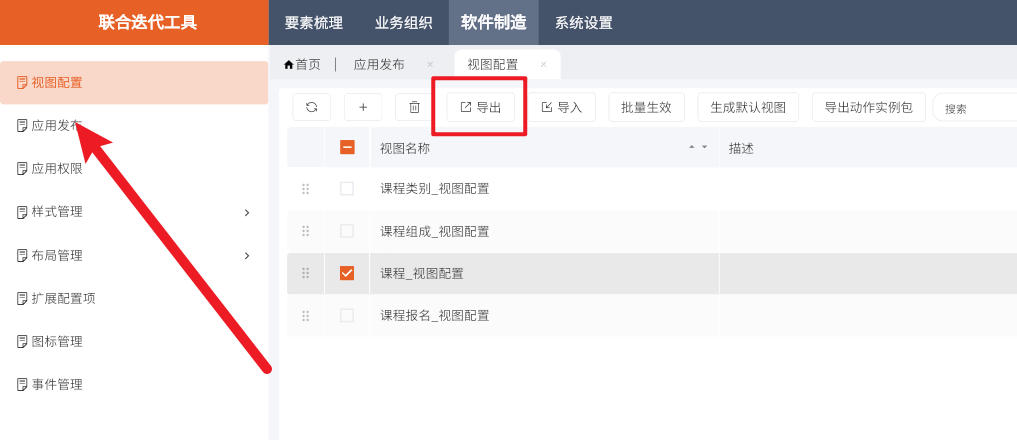 联合迭代工具
要素梳理 业务组织 软件制造 系统设置
首页 应用发布 × 视图配置 ×
视图配置
应用发布
应用权限
样式管理
布局管理
扩展配置项
图标管理
事件管理
导出 导入 批量生效 生成默认视图 导出动作实例包 搜索
视图名称 描述
课程类别_视图配置
课程组成_视图配置
课程_视图配置
课程报名_视图配置